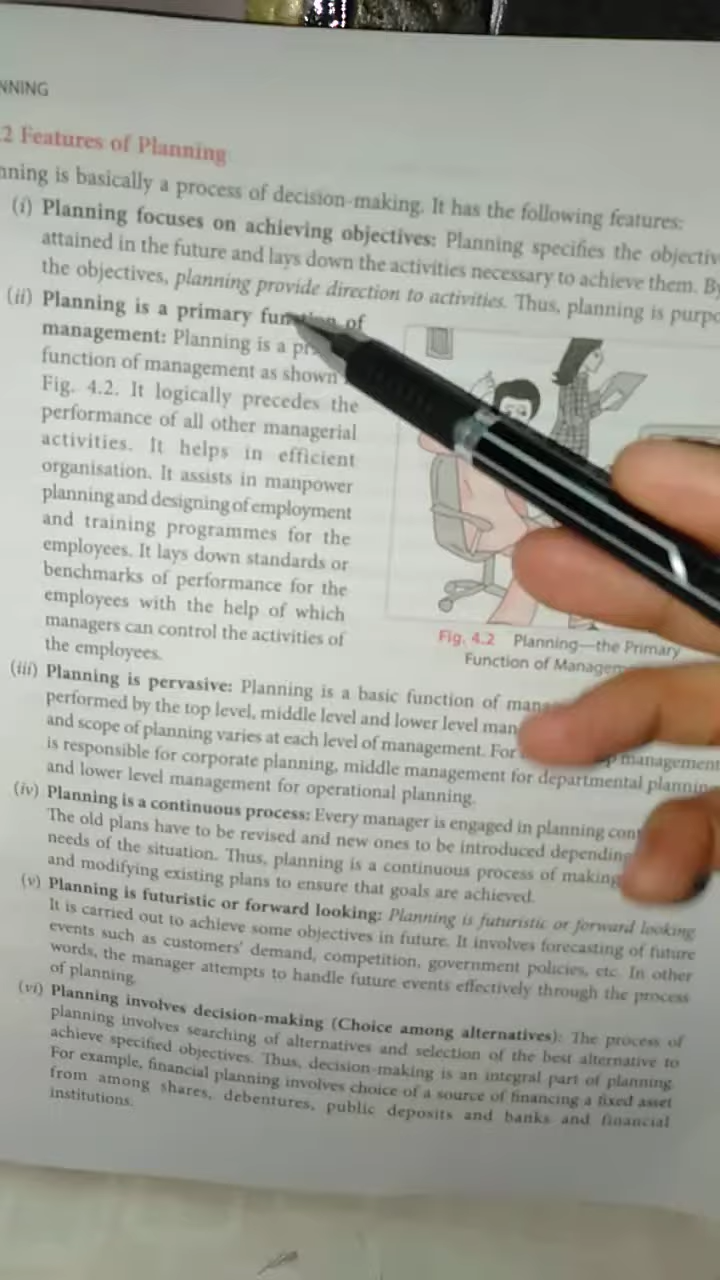 NNING
.2 Features of Planning
nning is basically a process of decision-making. It has the following features:
(i) Planning focuses on achieving objectives: Planning specifies the objectiv
attained in the future and lays down the activities necessary to achieve them. By
the objectives, planning provide direction to activities. Thus, planning is purpo
(ii) Planning is a primary function of
management: Planning is a pr
function of management as shown
Fig. 4.2. It logically precedes the
performance of all other managerial
activities. It helps in efficient
organisation. It assists in manpower
planning and designing of employment
and training programmes for the
employees. It lays down standards or
benchmarks of performance for the
employees with the help of which
managers can control the activities of
the employees.
Fig. 4.2 Planning—the Primary
Function of Managem
(iii) Planning is pervasive: Planning is a basic function of man
performed by the top level, middle level and lower level man
and scope of planning varies at each level of management. For p management
is responsible for corporate planning, middle management for departmental plannin
and lower level management for operational planning.
(iv) Planning is a continuous process: Every manager is engaged in planning con
The old plans have to be revised and new ones to be introduced depending
needs of the situation. Thus, planning is a continuous process of making
and modifying existing plans to ensure that goals are achieved.
(v) Planning is futuristic or forward looking: Planning is futuristic or forward looking
It is carried out to achieve some objectives in future. It involves forecasting of future
events such as customers' demand, competition, government policies, etc. In other
words, the manager attempts to handle future events effectively through the process
of planning.
(vi) Planning involves decision-making (Choice among alternatives): The process of
planning involves searching of alternatives and selection of the best alternative to
achieve specified objectives. Thus, decision-making is an integral part of planning.
For example, financial planning involves choice of a source of financing a fixed asset
from among shares, debentures, public deposits and banks and financial
institutions.